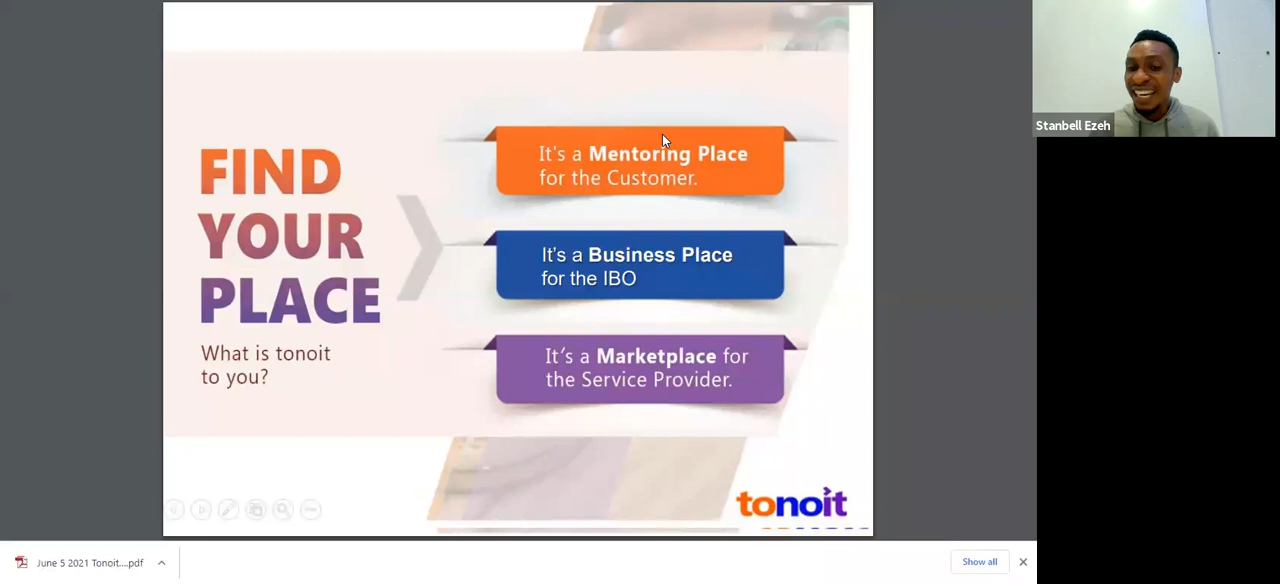 FIND
YOUR
PLACE
What is tonoit
to you?
It's a Mentoring Place
for the Customer.
It's a Business Place
for the IBO
It's a Marketplace for
the Service Provider.
tonoit
Stanbell Ezeh
June 5 2021 Tonoit....pdf
Show all